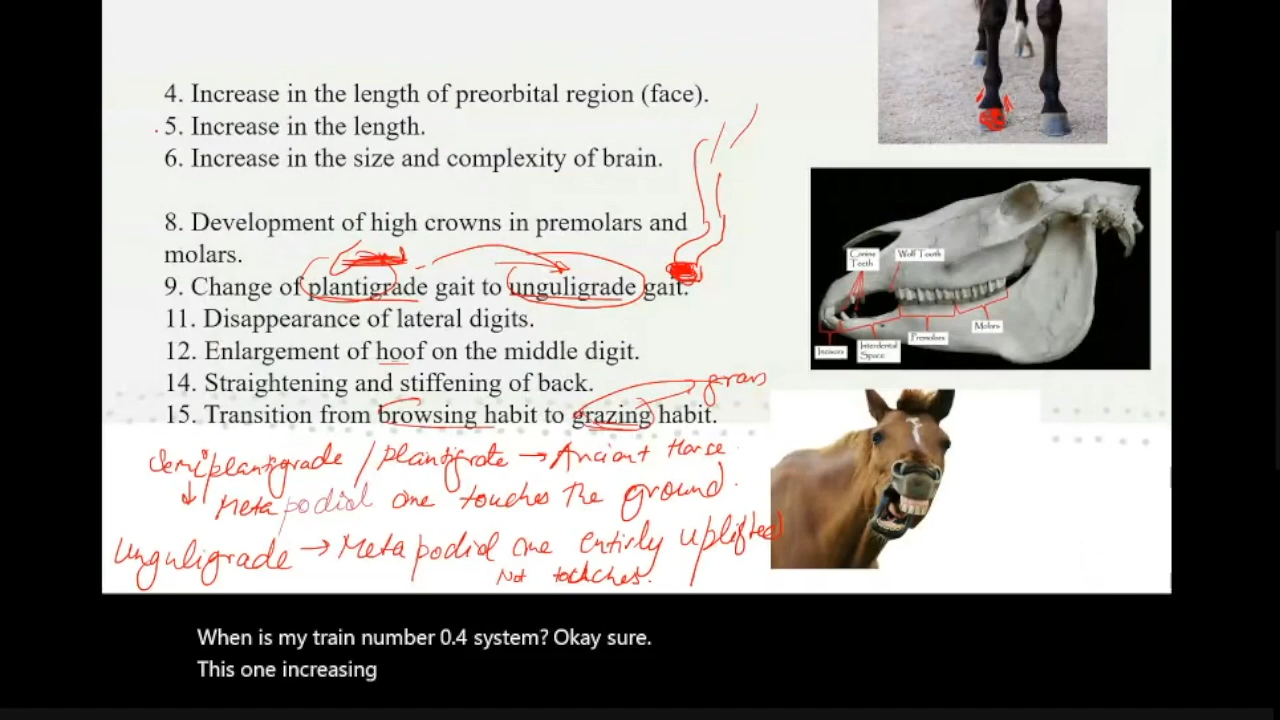 4. Increase in the length of preorbital region (face).
5. Increase in the length.
6. Increase in the size and complexity of brain.
8. Development of high crowns in premolars and
molars.
9. Change of plantigrade gait to unguligrade gait.
11. Disappearance of lateral digits.
12. Enlargement of hoof on the middle digit.
14. Straightening and stiffening of back.
grass
15. Transition from browsing habit to grazing habit.
Semiplantigrade / plantigrote → Ancient Horse
Metapodial one touches the ground.
Unguligrade → Metapodial one entirly uplifted
Not touches.
Canine
Teeth
Wolf Tooth
Molars
Premolars
Interdental
Space
Incisors
When is my train number 0.4 system? Okay sure.
This one increasing